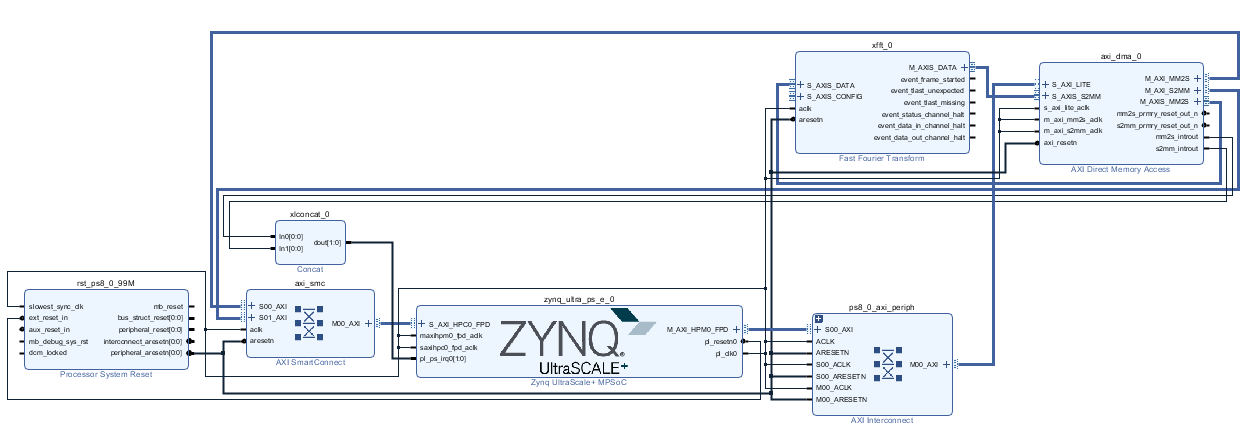 xfft_0
M_AXIS_DATA
event_frame_started
S_AXIS_DATA
event_tlast_unexpected
S_AXIS_CONFIG
event_tlast_missing
aclk
event_status_channel_halt
aresetn
event_data_in_channel_halt
event_data_out_channel_halt
Fast Fourier Transform
axi_dma_0
M_AXI_MM2S
S_AXI_LITE
M_AXI_S2MM
S_AXIS_S2MM
M_AXIS_MM2S
s_axi_lite_aclk
mm2s_prmry_reset_out_n
m_axi_mm2s_aclk
s2mm_prmry_reset_out_n
m_axi_s2mm_aclk
mm2s_introut
axi_resetn
s2mm_introut
AXI Direct Memory Access
xlconcat_0
In0[0:0]
dout[1:0]
In1[0:0]
Concat
rst_ps8_0_99M
slowest_sync_clk
mb_reset
ext_reset_in
bus_struct_reset[0:0]
aux_reset_in
peripheral_reset[0:0]
mb_debug_sys_rst
interconnect_aresetn[0:0]
dcm_locked
peripheral_aresetn[0:0]
Processor System Reset
axi_smc
S00_AXI
S01_AXI
M00_AXI
aclk
aresetn
AXI SmartConnect
zynq_ultra_ps_e_0
S_AXI_HPC0_FPD
M_AXI_HPM0_FPD
maxihpm0_fpd_aclk
pl_resetn0
saxihpc0_fpd_aclk
pl_clk0
pl_ps_irq0[1:0]
ZYNQ®
UltraSCALE+
Zynq UltraScale+ MPSoC
ps8_0_axi_periph
S00_AXI
ACLK
ARESETN
S00_ACLK
M00_AXI
S00_ARESETN
M00_ACLK
M00_ARESETN
AXI Interconnect